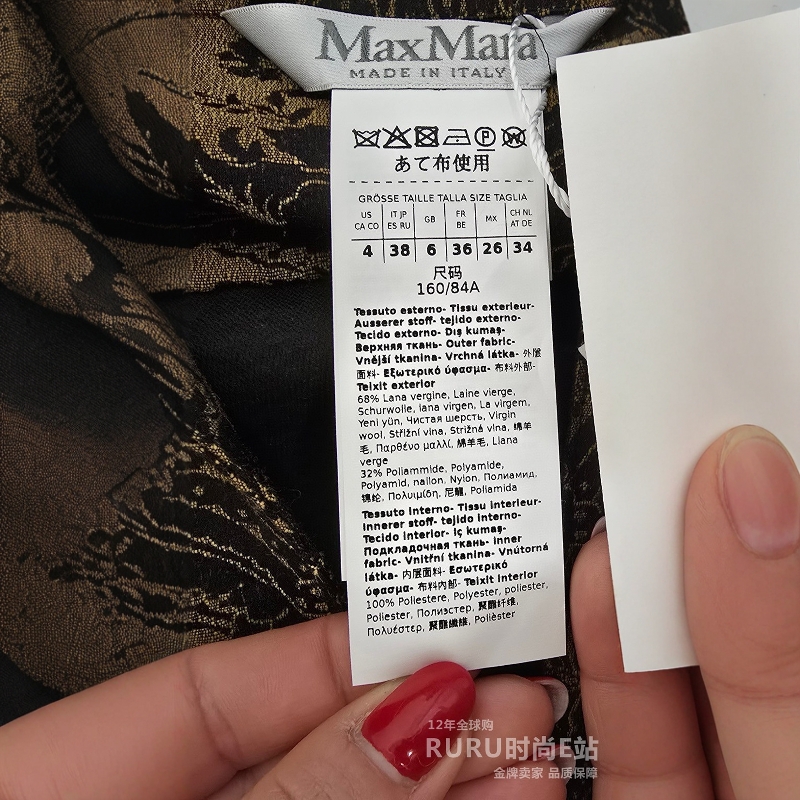 MaxMara
MADE IN ITALY
あて布使用
GRÖSSE TAILLE TALLA SIZE TAGLIA
US CA CO
IT JP ES RU
GB
FR BE
MX
CH NL AT DE
4 38 6 36 26 34
尺码
160/84A
Tessuto esterno- Tissu exterieur-
Ausserer stoff- tejido externo-
Tecido externo- Dış kumaş-
Верхняя ткань- Outer fabric-
Vnější tkanina- Vrchná látka- 外层
面料- Εξωτερικό ύφασμα- 布料外部-
Teixit exterior
68% Lana vergine, Laine vierge,
Schurwolle, lana virgen, La virgem,
Yeni yün, Чистая шерсть, Virgin
wool, Střižní vlna, Strižná vlna, 绵羊
毛, Παρθένο μαλλί, 綿羊毛, Llana
verge
32% Poliammide, Polyamide,
Polyamid, nailon, Nylon, Полиамид,
锦纶, Πολυμίδη, 尼龍, Poliamida
Tessuto interno- Tissu interieur-
Innerer stoff- tejido interno-
Tecido interior- iç kumaş-
Подкладочная ткань- inner
fabric- Vnitřní tkanina- Vnútorná
látka- 内层面料- Εσωτερικό
ύφασμα- 布料內部- Teixit interior
100% Poliestere, Polyester, poliester,
Poliester, Полиэстер, 聚酯纤维,
Πολυέστερ, 聚酯纖維, Polièster
12年全球购
RURU时尚E站
金牌卖家 品质保障